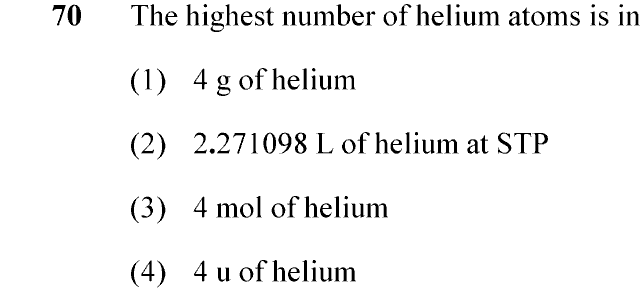 70 The highest number of helium atoms is in
(1) 4 g of helium
(2) 2.271098 L of helium at STP
(3) 4 mol of helium
(4) 4 u of helium